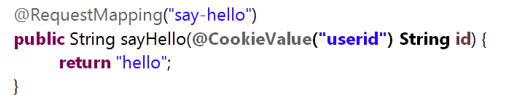 @RequestMapping("say-hello")
public String sayHello(@CookieValue("userid") String id) {
return "hello";
}